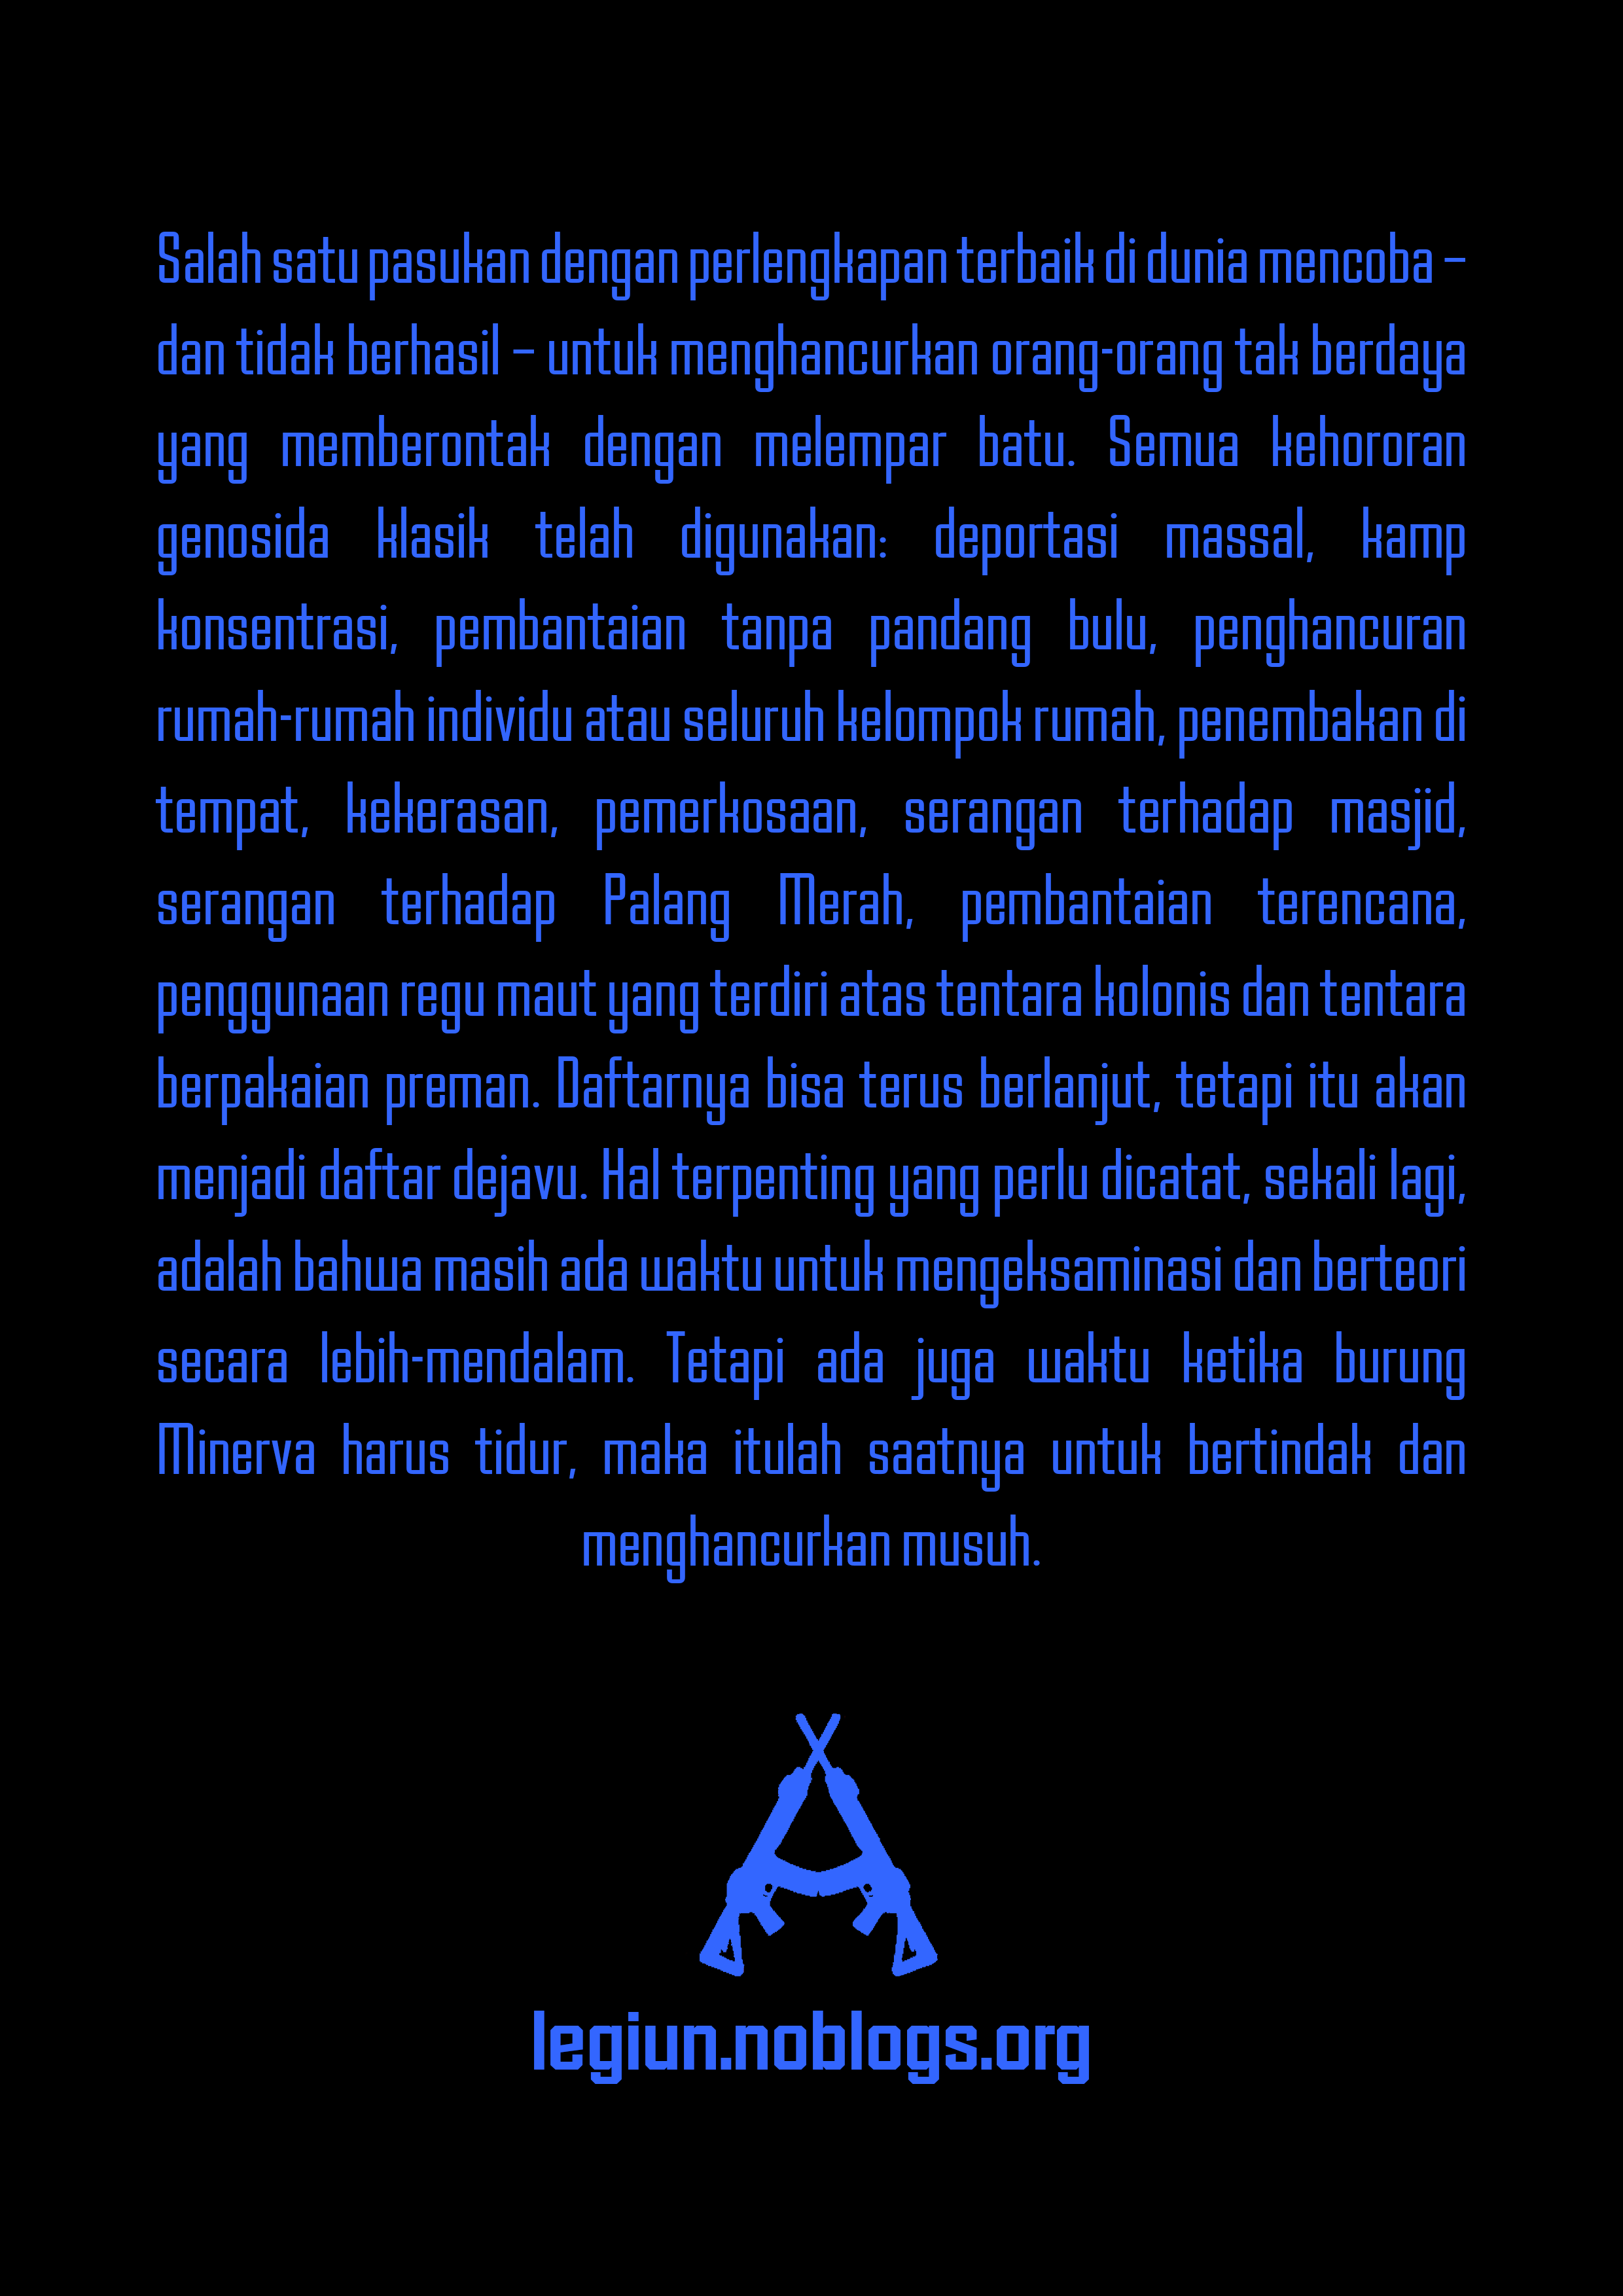 Salah satu pasukan dengan perlengkapan terbaik di dunia mencoba –
dan tidak berhasil – untuk menghancurkan orang-orang tak berdaya
yang memberontak dengan melempar batu. Semua kehororan
genosida klasik telah digunakan: deportasi massal, kamp
konsentrasi, pembantaian tanpa pandang bulu, penghancuran
rumah-rumah individu atau seluruh kelompok rumah, penembakan di
tempat, kekerasan, pemerkosaan, serangan terhadap masjid,
serangan terhadap Palang Merah, pembantaian terencana,
penggunaan regu maut yang terdiri atas tentara kolonis dan tentara
berpakaian preman. Daftarnya bisa terus berlanjut, tetapi itu akan
menjadi daftar dejavu. Hal terpenting yang perlu dicatat, sekali lagi,
adalah bahwa masih ada waktu untuk mengeksaminasi dan berteori
secara lebih-mendalam. Tetapi ada juga waktu ketika burung
Minerva harus tidur, maka itulah saatnya untuk bertindak dan
menghancurkan musuh.
legiun.noblogs.org